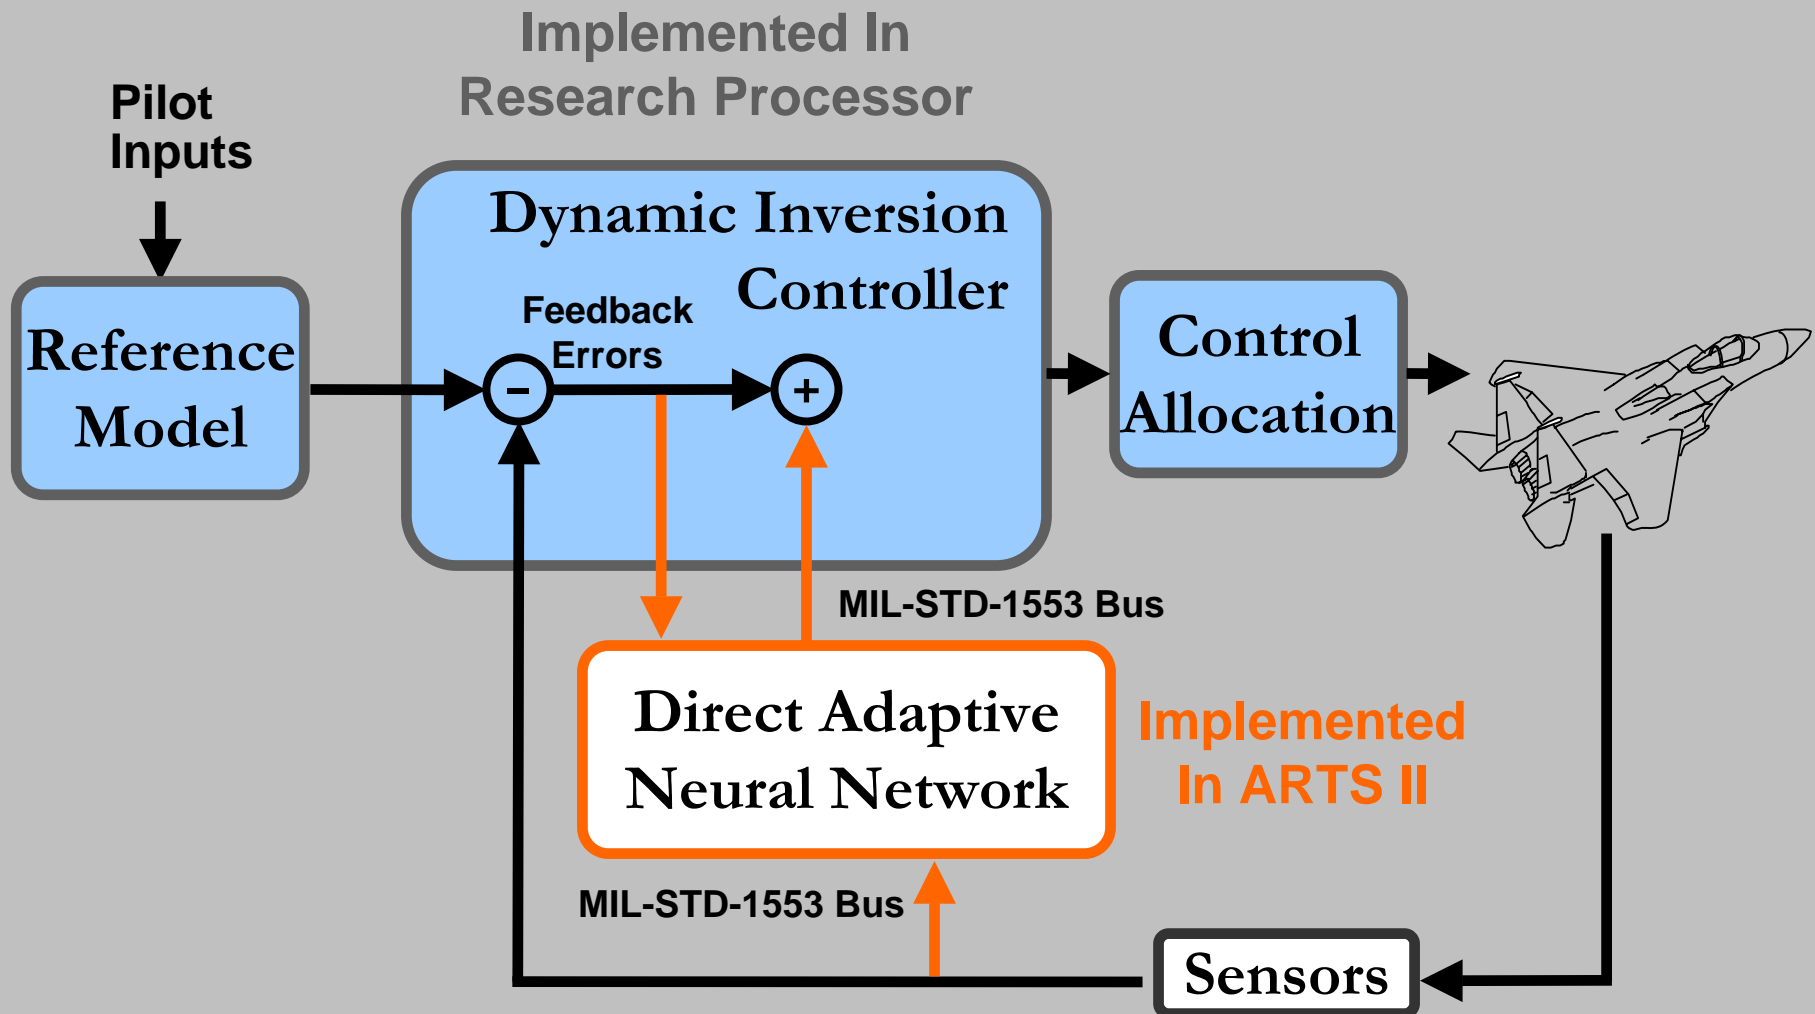 Implemented In
Research Processor
Pilot
Inputs
Dynamic Inversion
Controller
Feedback
Errors
Reference
Model
-
+
Control
Allocation
MIL-STD-1553 Bus
Direct Adaptive
Neural Network
Implemented
In ARTS II
MIL-STD-1553 Bus
Sensors